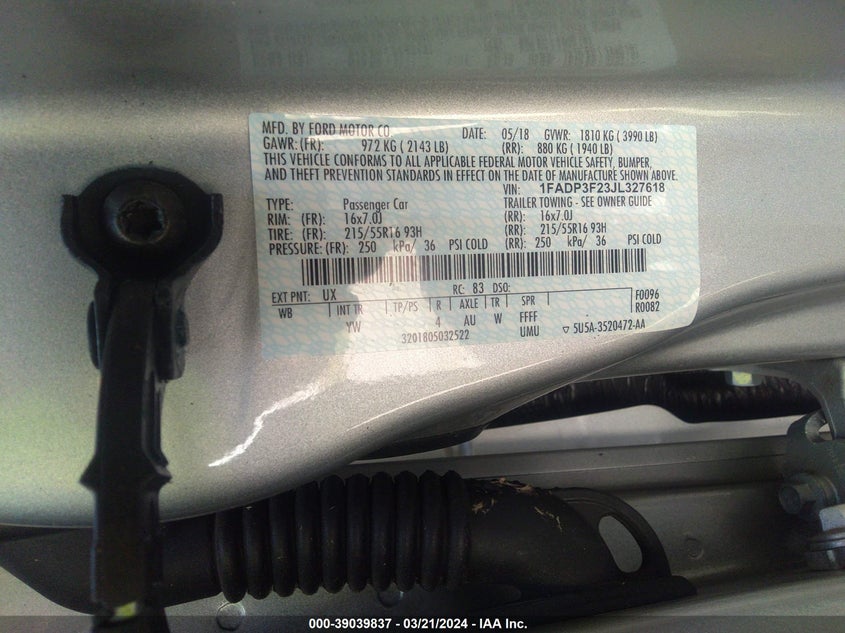 MFD. BY FORD MOTOR CO. DATE: 05/18 GVWR: 1810 KG ( 3990 LB)
GAWR: (FR): 972 KG ( 2143 LB) (RR): 880 KG ( 1940 LB)
THIS VEHICLE CONFORMS TO ALL APPLICABLE FEDERAL MOTOR VEHICLE SAFETY, BUMPER,
AND THEFT PREVENTION STANDARDS IN EFFECT ON THE DATE OF MANUFACTURE SHOWN ABOVE.
VIN: 1FADP3F23JL327618
TYPE: Passenger Car TRAILER TOWING - SEE OWNER GUIDE
RIM: (FR): 16x7.0J (RR): 16x7.0J
TIRE: (FR): 215/55R16 93H (RR): 215/55R16 93H
PRESSURE: (FR): 250 kPa/ 36 PSI COLD (RR): 250 kPa/ 36 PSI COLD
EXT PNT: UX RC: 83 DSO: F0096
WB INT TR TP/PS R AXLE TR SPR R0082
YW 4 AU W FFFF
UMU ▽ 5U5A-3520472-AA
3201805032522
000-39039837 - 03/21/2024 - IAA Inc.